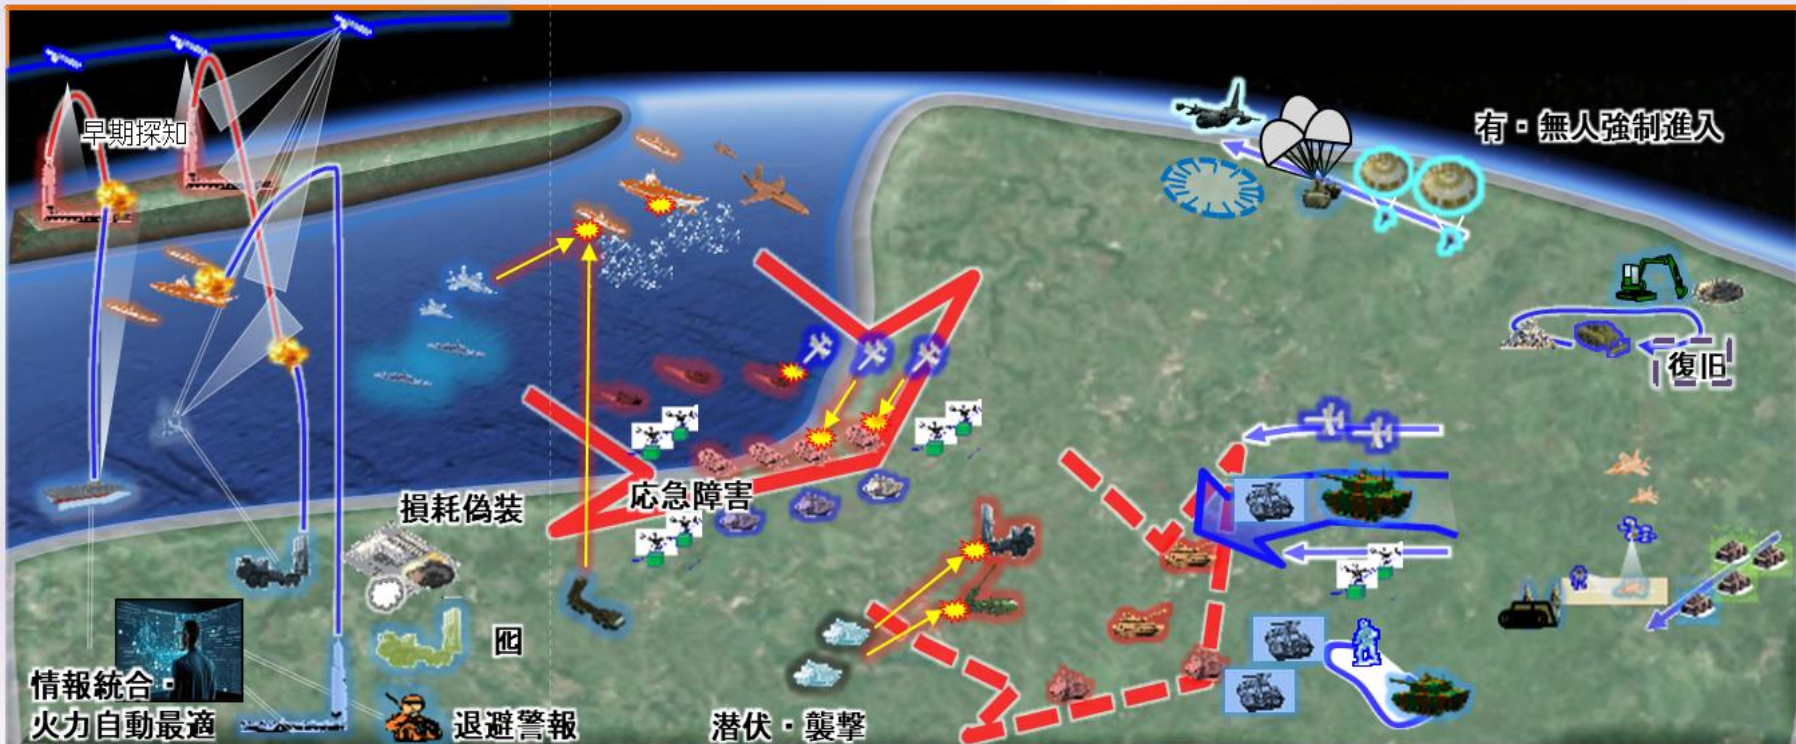 早期探知
有・無人強制進入
復旧
損耗偽装
応急障害
囮
情報統合・
火力自動最適
退避警報
潜伏・襲撃